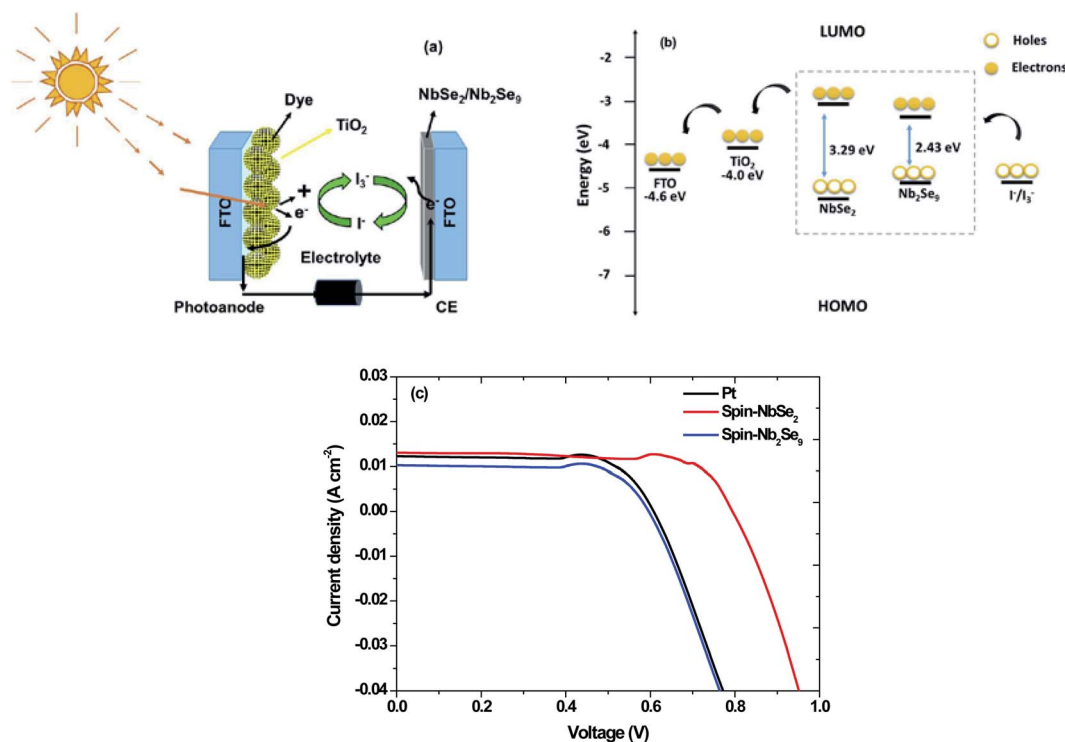 (a)
NbSe₂/Nb₂Se₉
Dye
TiO₂
FTO
I₃⁻
+
e⁻
I⁻
e⁻
FTO
Electrolyte
Photoanode
CE
(b)
LUMO
Holes
Electrons
Energy (eV)
-2
-3
-4
-5
-6
-7
FTO
-4.6 eV
TiO₂
-4.0 eV
3.29 eV
NbSe₂
2.43 eV
Nb₂Se₉
I⁻/I₃⁻
HOMO
(c)
Pt
Spin-NbSe₂
Spin-Nb₂Se₉
Current density (A cm⁻²)
0.03
0.02
0.01
0.00
-0.01
-0.02
-0.03
-0.04
0.0 0.2 0.4 0.6 0.8 1.0
Voltage (V)